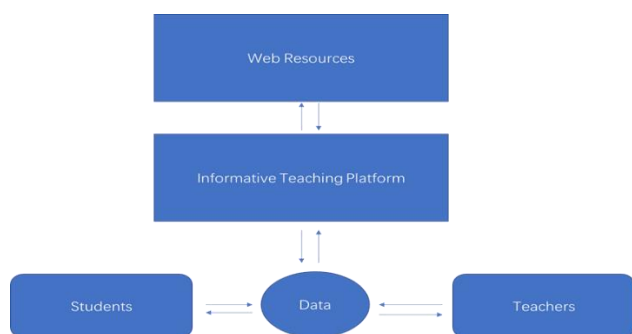 Web Resources
Informative Teaching Platform
Students
Data
Teachers